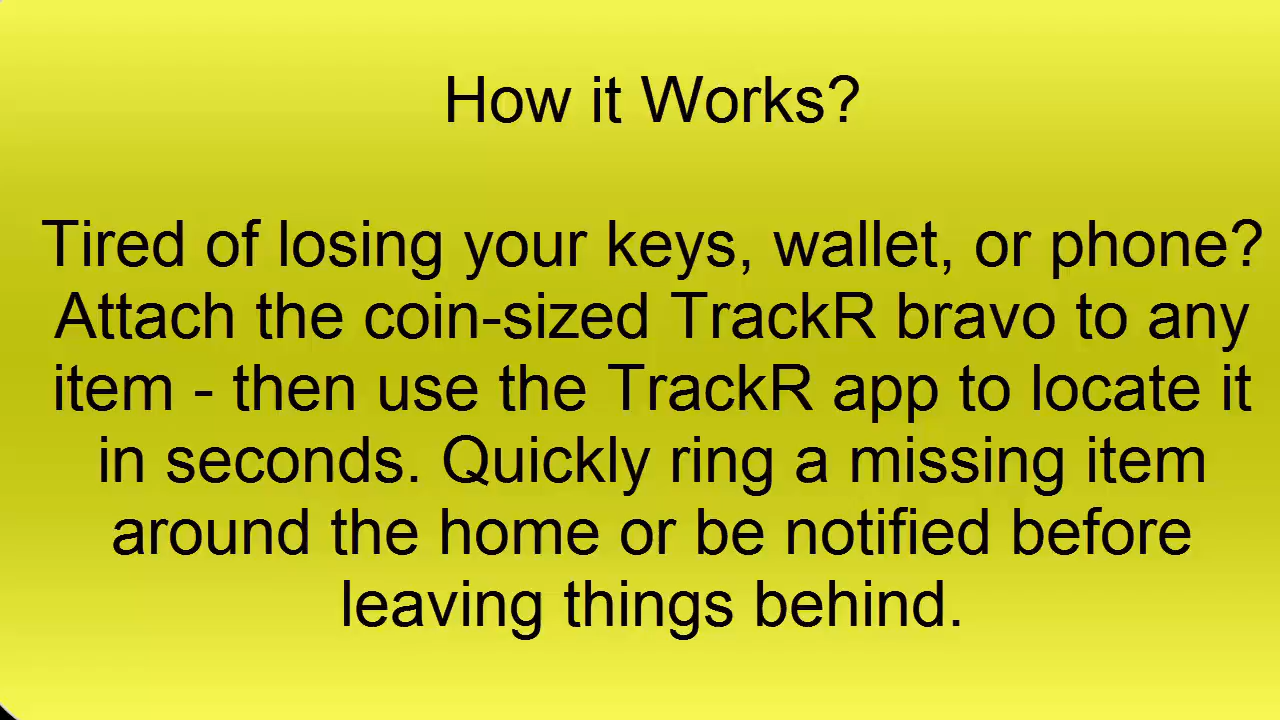 How it Works?
Tired of losing your keys, wallet, or phone?
Attach the coin-sized TrackR bravo to any
item - then use the TrackR app to locate it
in seconds. Quickly ring a missing item
around the home or be notified before
leaving things behind.